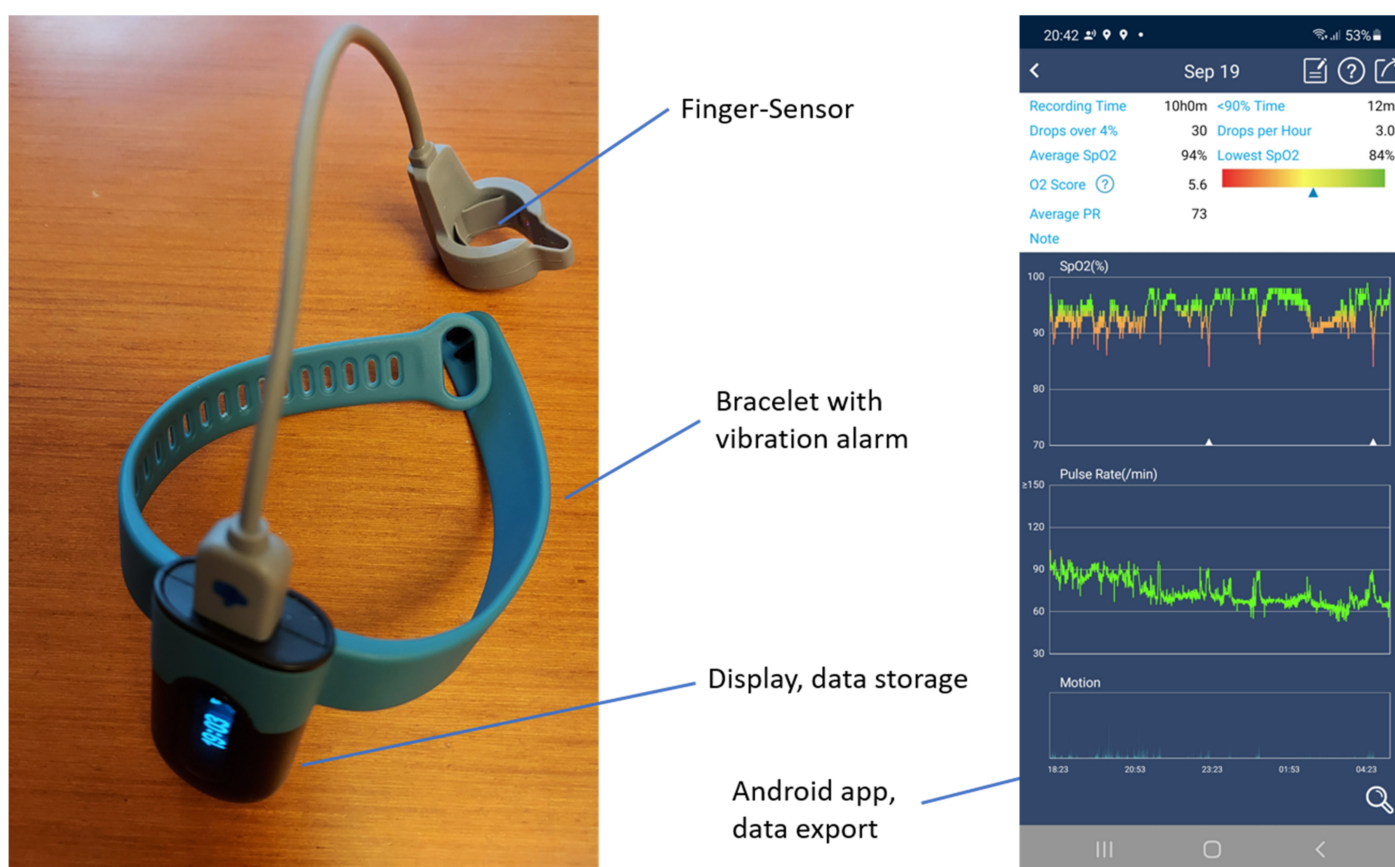 Finger-Sensor
Bracelet with
vibration alarm
Display, data storage
Android app,
data export
19:03
20:42 53%
Sep 19
Recording Time 10h0m <90% Time 12m
Drops over 4% 30 Drops per Hour 3.0
Average SpO2 94% Lowest SpO2 84%
O2 Score ? 5.6
Average PR 73
Note
SpO2(%)
100
90
80
70
Pulse Rate(/min)
≥150
120
90
60
30
Motion
18:23 20:53 23:23 01:53 04:23